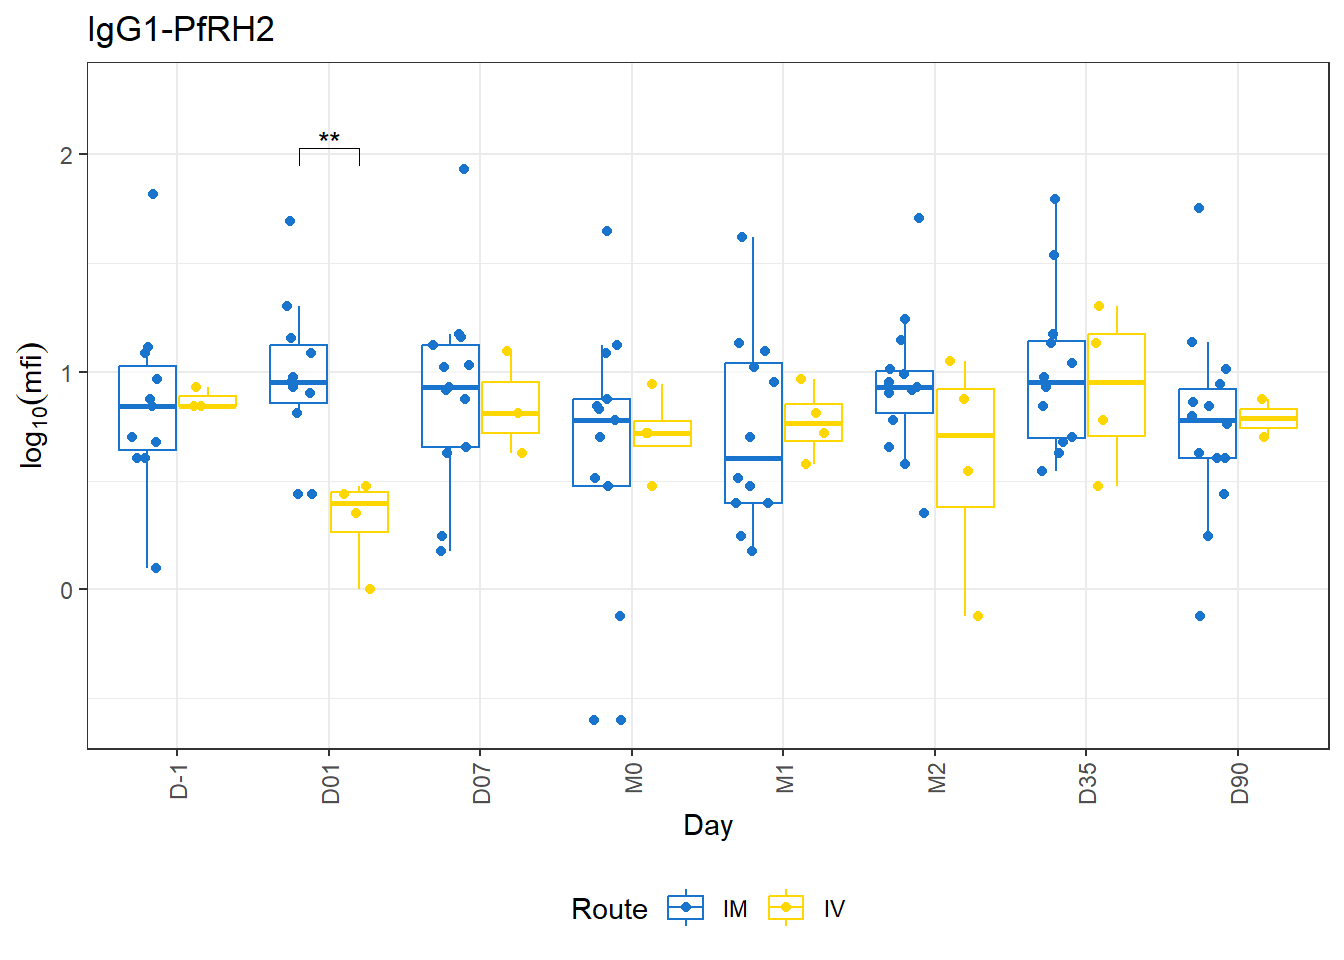 IgG1-PfRH2
**
2
1
0
log10(mfi)
D-1 D01 D07 M0 M1 M2 D35 D90
Day
Route IM IV